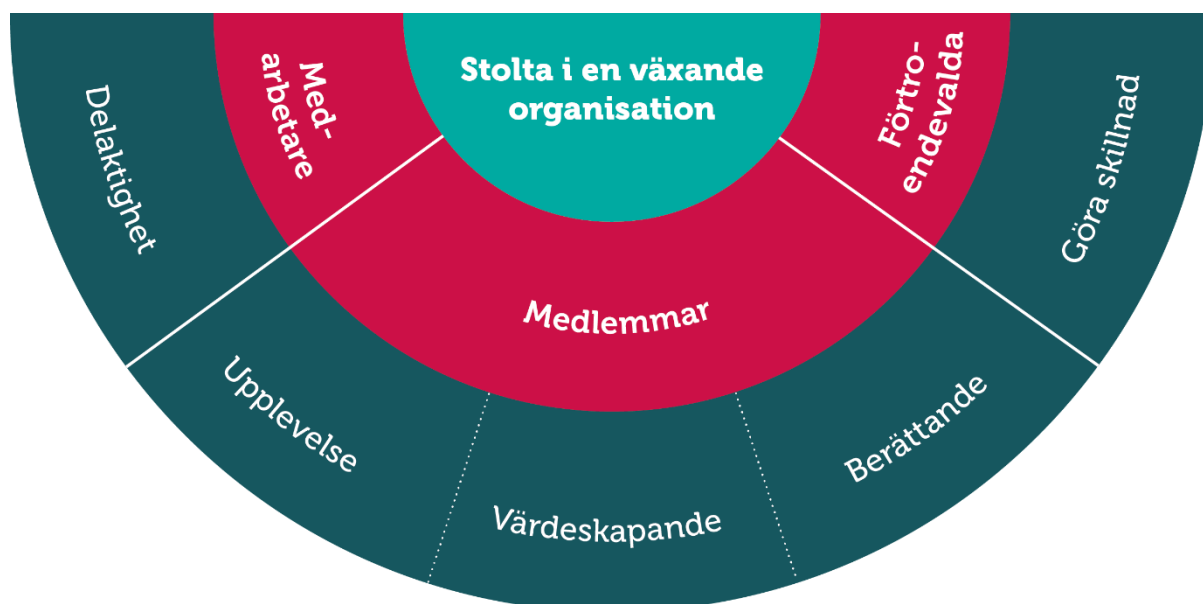 Stolta i en växande
organisation
Med-
arbetare
Medlemmar
Förtro-
endevalda
Delaktighet
Upplevelse
Värdeskapande
Berättande
Göra skillnad